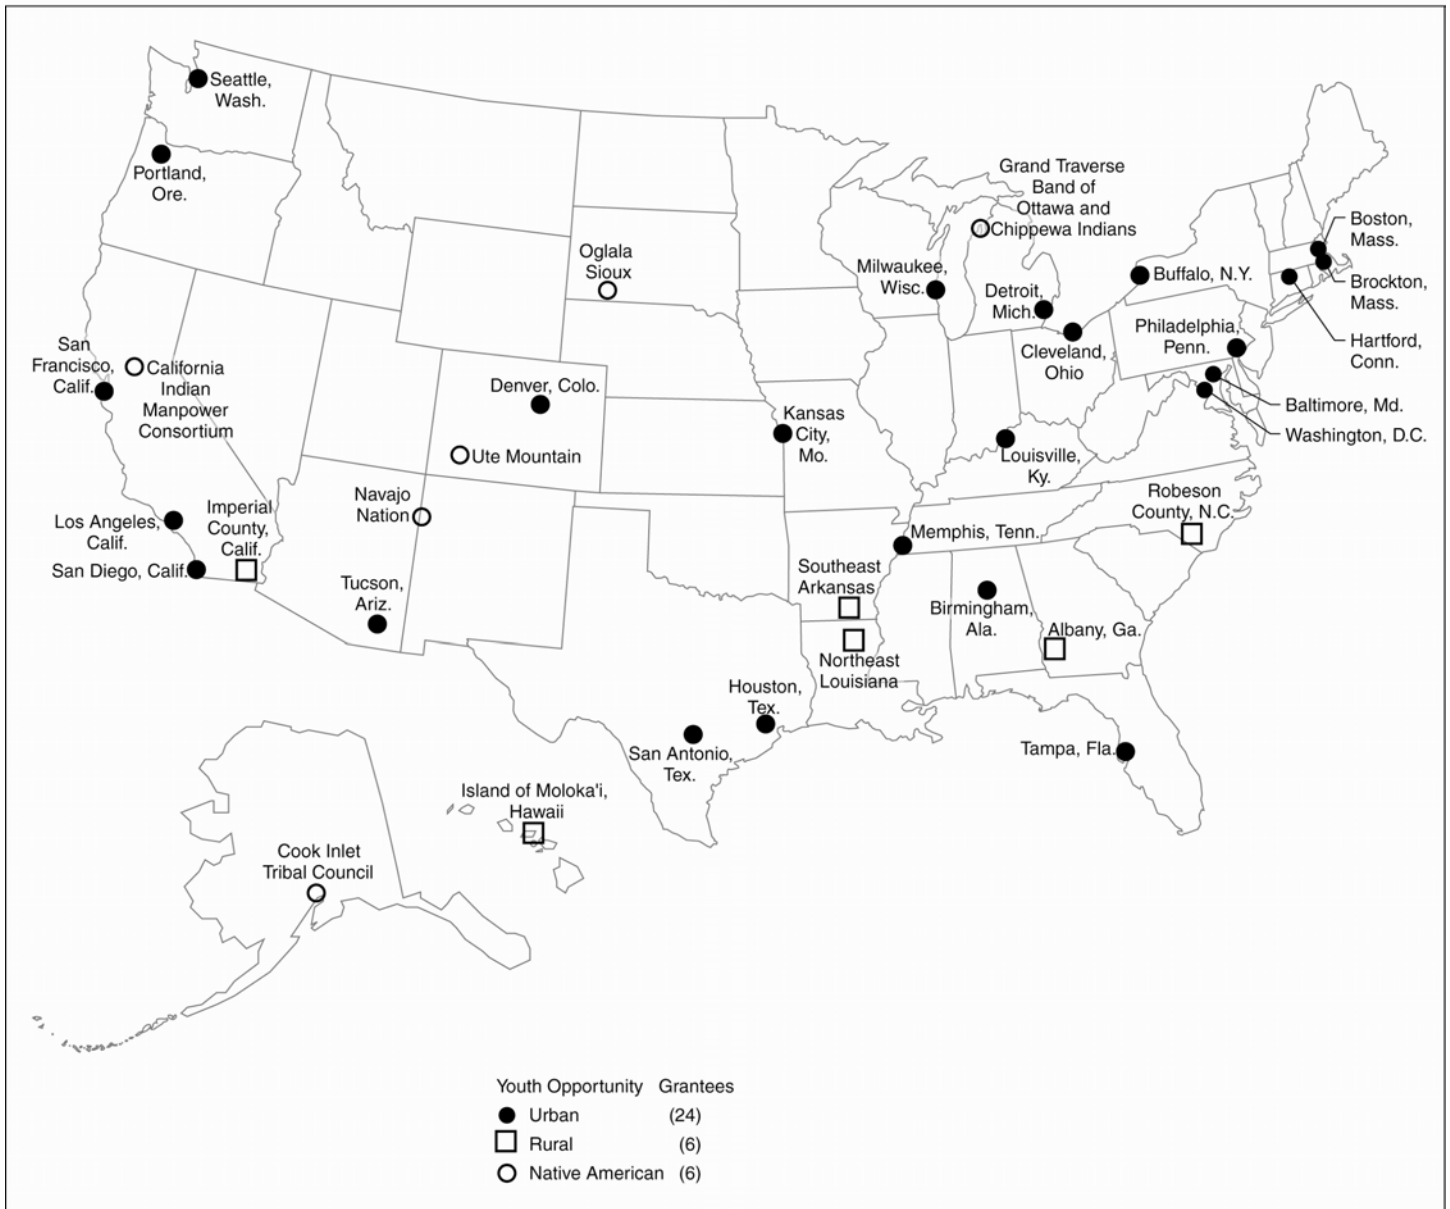 Seattle,
Wash.
Portland,
Ore.
Grand Traverse
Band of
Ottawa and
Chippewa Indians
Boston,
Mass.
Oglala
Sioux
Milwaukee,
Wisc.
Buffalo, N.Y.
Brockton,
Mass.
Detroit,
Mich.
Philadelphia,
Penn.
Hartford,
Conn.
San
Francisco,
Calif.
California
Indian
Manpower
Consortium
Cleveland,
Ohio
Denver, Colo.
Baltimore, Md.
Kansas
City,
Mo.
Washington, D.C.
Ute Mountain
Louisville,
Ky.
Navajo
Nation
Robeson
County, N.C.
Los Angeles,
Calif.
Imperial
County,
Calif.
Memphis, Tenn.
San Diego, Calif.
Southeast
Arkansas
Tucson,
Ariz.
Birmingham,
Ala.
Albany, Ga.
Northeast
Louisiana
Houston,
Tex.
San Antonio,
Tex.
Tampa, Fla.
Island of Moloka'i,
Hawaii
Cook Inlet
Tribal Council
Youth Opportunity Grantees
Urban (24)
Rural (6)
Native American (6)